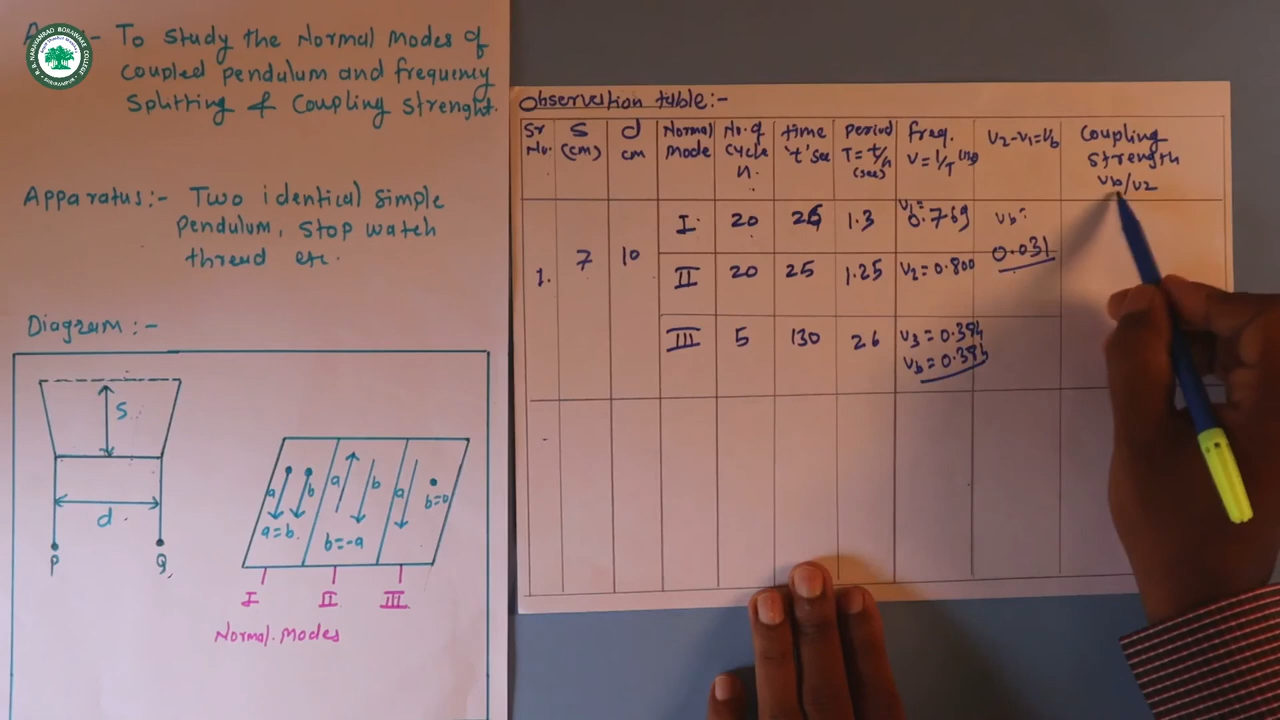 - To study the Normal Modes of
coupled pendulum and frequency
Splitting & Coupling Strenght.
Apparatus:- Two identical simple
pendulum, stop watch
thread etc.
Diagram:-
S
d
P
Q,
a b a b a b=0
a=b.
b=-a
I II III
Normal. Modes
Observation table:-
Sr No. S (cm) d cm Normal mode No. of cycle n. time 't' sec Period T= t/n (sec) freq. ν=1/T ν2-ν1=νb Coupling strength νb/ν2
1. 7 10
I 20 26 1.3 ν1= 0.769 νb= 0.031
II 20 25 1.25 ν2=0.800
III 5 130 26 ν3=0.384
νb=0.385